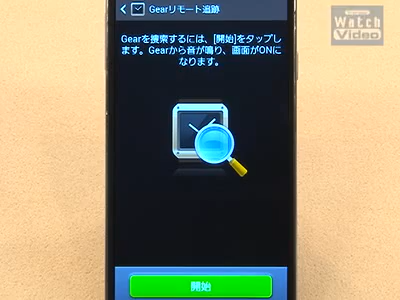 Watch
Video
Gearリモート追跡
Gearを捜索するには、[開始]をタップし
ます。Gearから音が鳴り、画面がONに
なります。
開始